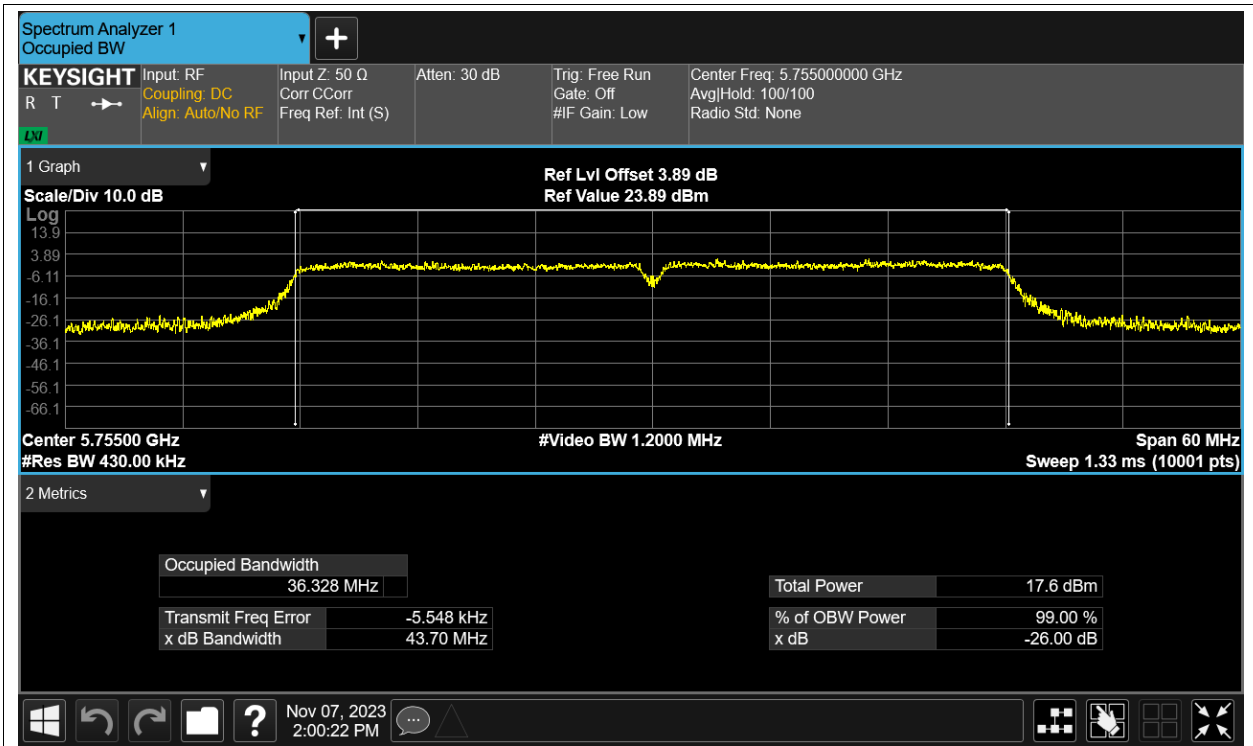 Spectrum Analyzer 1
Occupied BW
▼
+
KEYSIGHT
R T
LXI
Input: RF
Coupling: DC
Align: Auto/No RF
Input Z: 50 Ω
Corr CCorr
Freq Ref: Int (S)
Atten: 30 dB
Trig: Free Run
Gate: Off
#IF Gain: Low
Center Freq: 5.755000000 GHz
Avg|Hold: 100/100
Radio Std: None
1 Graph ▼
Ref Lvl Offset 3.89 dB
Scale/Div 10.0 dB
Ref Value 23.89 dBm
Log
13.9
3.89
-6.11
-16.1
-26.1
-36.1
-46.1
-56.1
-66.1
Center 5.75500 GHz
#Video BW 1.2000 MHz
Span 60 MHz
#Res BW 430.00 kHz
Sweep 1.33 ms (10001 pts)
2 Metrics ▼
Occupied Bandwidth
36.328 MHz
Total Power 17.6 dBm
Transmit Freq Error -5.548 kHz
% of OBW Power 99.00 %
x dB Bandwidth 43.70 MHz
x dB -26.00 dB
?
Nov 07, 2023
2:00:22 PM